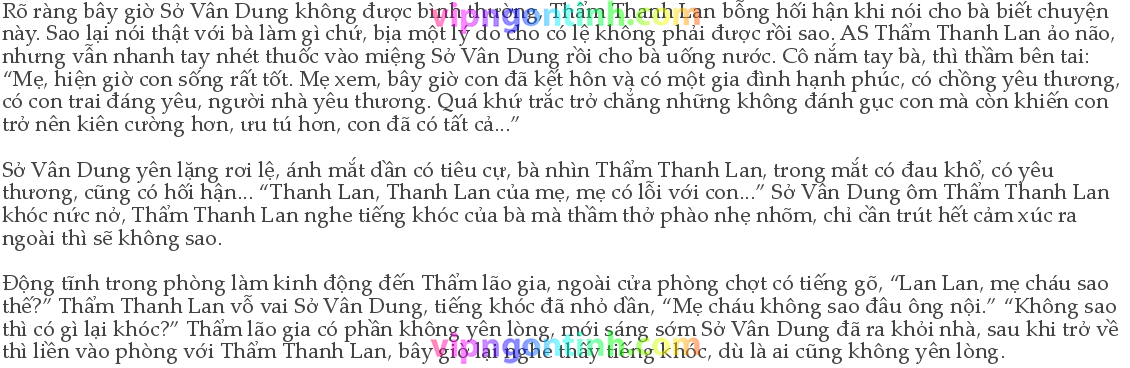 Rõ ràng bây giờ Sở Vân Dung không được bình thường, Thẩm Thanh Lan bỗng hối hận khi nói cho bà biết chuyện
này. Sao lại nói thật với bà làm gì chứ, bịa một lý do cho có lệ không phải được rồi sao. AS Thẩm Thanh Lan ảo não,
nhưng vẫn nhanh tay nhét thuốc vào miệng Sở Vân Dung rồi cho bà uống nước. Cô nắm tay bà, thì thầm bên tai:
“Mẹ, hiện giờ con sống rất tốt. Mẹ xem, bây giờ con đã kết hôn và có một gia đình hạnh phúc, có chồng yêu thương,
có con trai đáng yêu, người nhà yêu thương. Quá khứ trắc trở chẳng những không đánh gục con mà còn khiến con
trở nên kiên cường hơn, ưu tú hơn, con đã có tất cả...”
Sở Vân Dung yên lặng rơi lệ, ánh mắt dần có tiêu cự, bà nhìn Thẩm Thanh Lan, trong mắt có đau khổ, có yêu
thương, cũng có hối hận... “Thanh Lan, Thanh Lan của mẹ, mẹ có lỗi với con...” Sở Vân Dung ôm Thẩm Thanh Lan
khóc nức nở, Thẩm Thanh Lan nghe tiếng khóc của bà mà thầm thở phào nhẹ nhõm, chỉ cần trút hết cảm xúc ra
ngoài thì sẽ không sao.
Động tĩnh trong phòng làm kinh động đến Thẩm lão gia, ngoài cửa phòng chợt có tiếng gõ, “Lan Lan, mẹ cháu sao
thế?” Thẩm Thanh Lan vỗ vai Sở Vân Dung, tiếng khóc đã nhỏ dần, “Mẹ cháu không sao đâu ông nội.” “Không sao
thì có gì lại khóc?” Thẩm lão gia có phần không yên lòng, mới sáng sớm Sở Vân Dung đã ra khỏi nhà, sau khi trở về
thì liền vào phòng với Thẩm Thanh Lan, bây giờ lại nghe thấy tiếng khóc, dù là ai cũng không yên lòng.
vipngontinh.com
vipngontinh.com